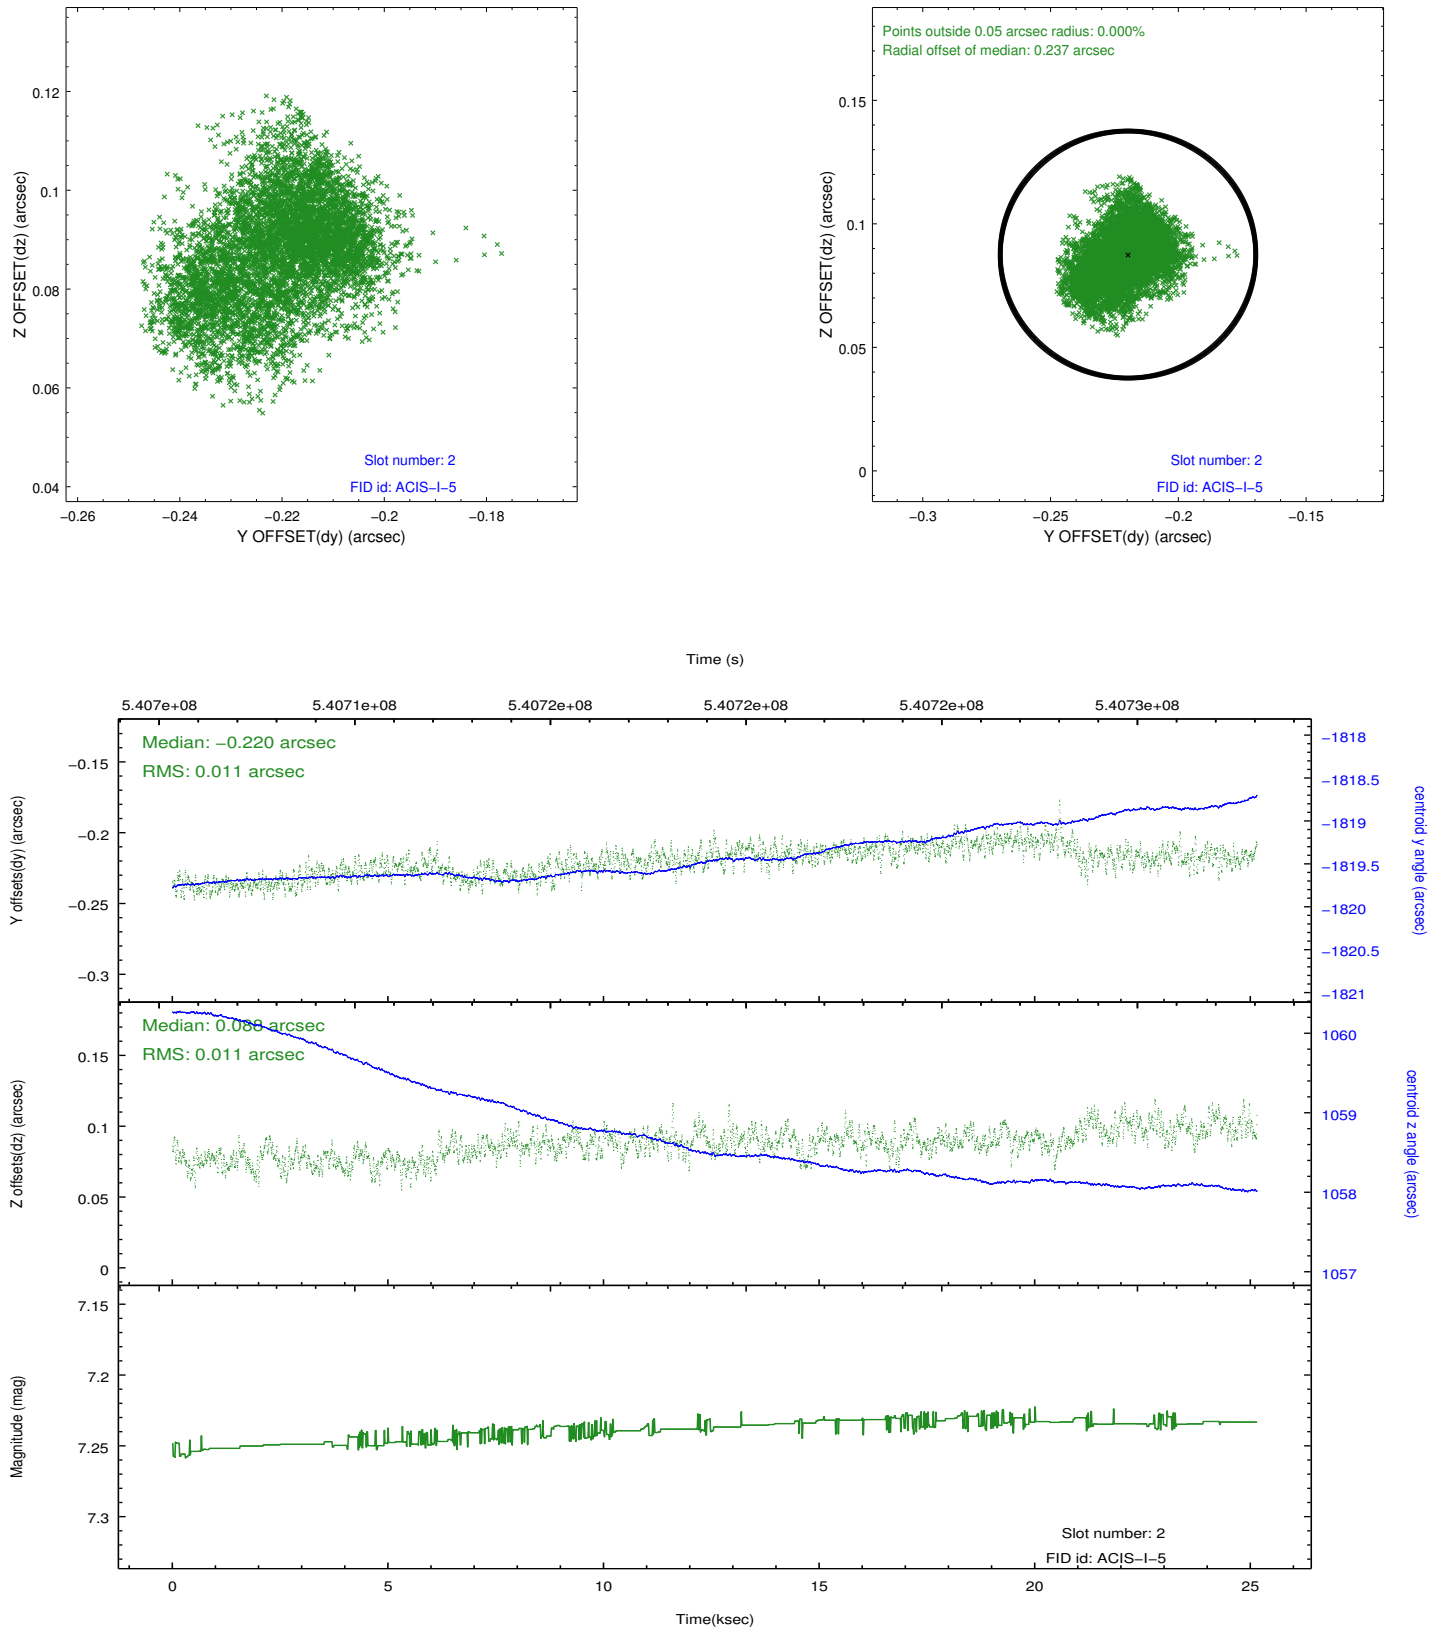 0.12
0.1
0.08
0.06
0.04
Z OFFSET(dz) (arcsec)
Slot number: 2
FID id: ACIS−I−5
−0.26 −0.24 −0.22 −0.2 −0.18
Y OFFSET(dy) (arcsec)
Points outside 0.05 arcsec radius: 0.000%
Radial offset of median: 0.237 arcsec
0.15
0.1
0.05
0
Z OFFSET(dz) (arcsec)
Slot number: 2
FID id: ACIS−I−5
−0.3 −0.25 −0.2 −0.15
Y OFFSET(dy) (arcsec)
Time (s)
5.407e+08 5.4071e+08 5.4072e+08 5.4072e+08 5.4072e+08 5.4073e+08
Median: −0.220 arcsec
RMS: 0.011 arcsec
−0.15
−0.2
−0.25
−0.3
Y offsets(dy) (arcsec)
−1818
−1818.5
−1819
−1819.5
−1820
−1820.5
−1821
centroid y angle (arcsec)
Median: 0.088 arcsec
RMS: 0.011 arcsec
0.15
0.1
0.05
0
Z offsets(dz) (arcsec)
1060
1059
1058
1057
centroid z angle (arcsec)
7.15
7.2
7.25
7.3
Magnitude (mag)
Slot number: 2
FID id: ACIS−I−5
0 5 10 15 20 25
Time(ksec)